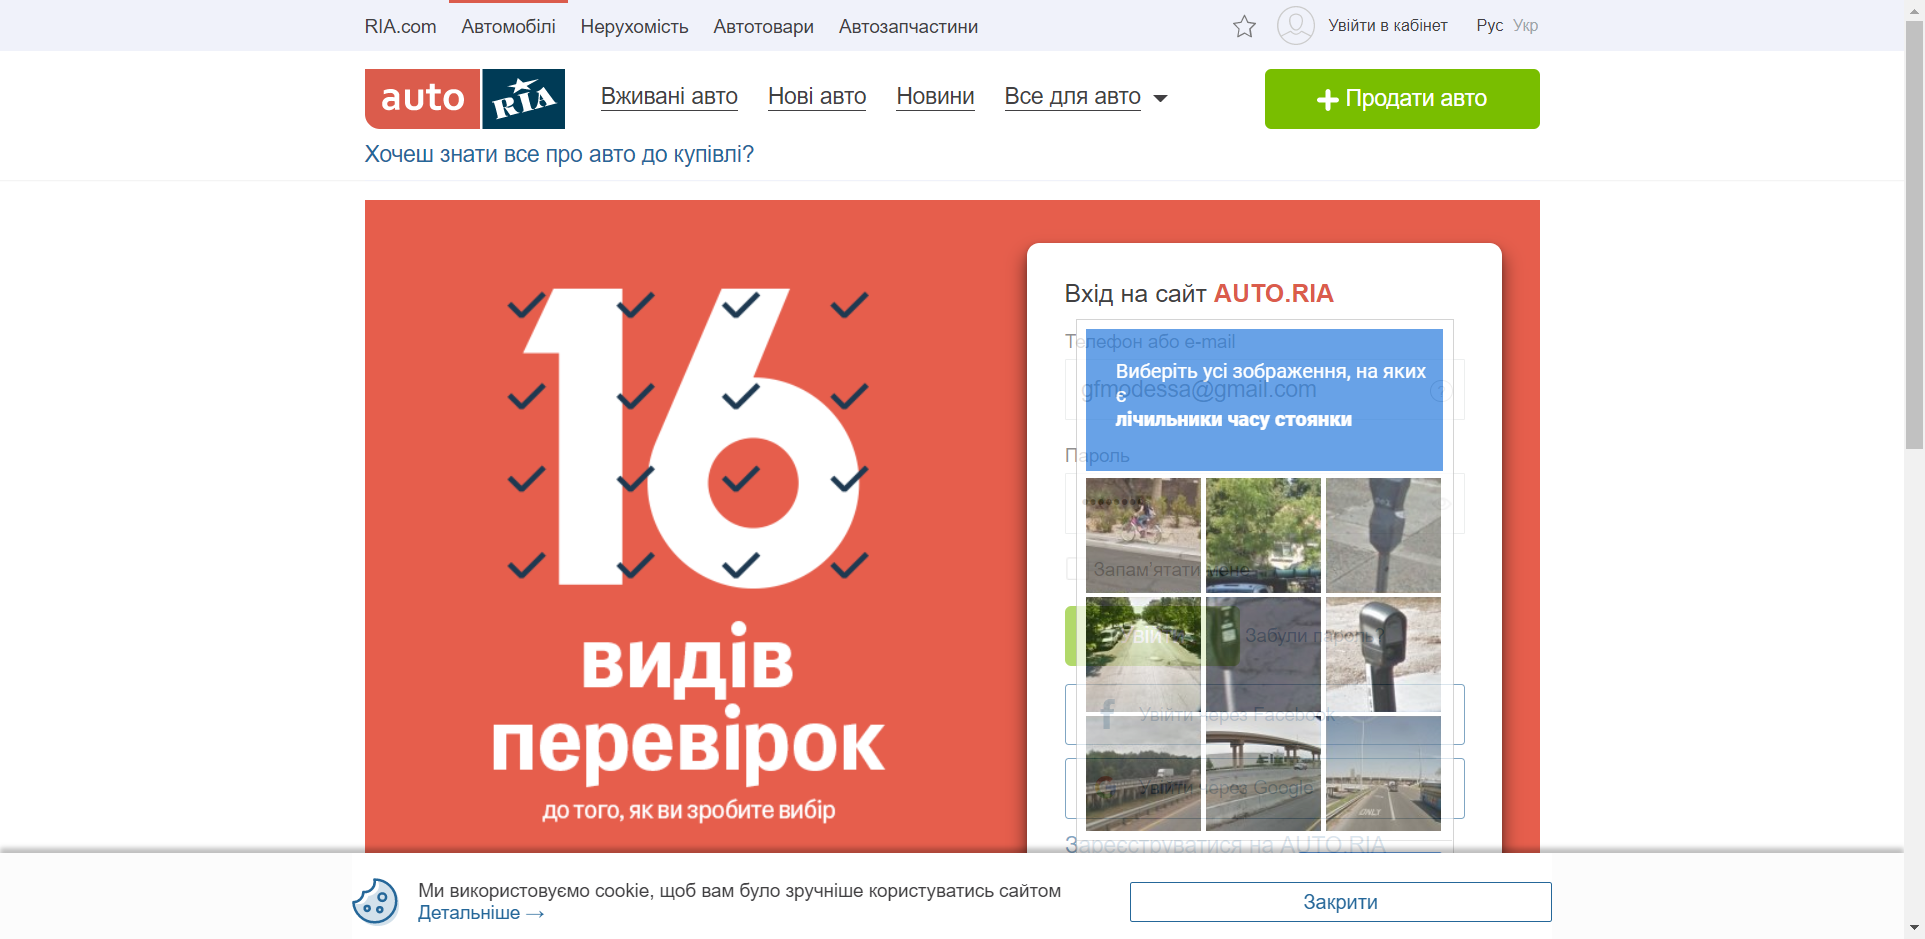 RIA.com Автомобілі Нерухомість Автотовари Автозапчастини Увійти в кабінет Рус Укр
auto RIA Вживані авто Нові авто Новини Все для авто Продати авто
Хочеш знати все про авто до купівлі?
16
видів
перевірок
до того, як ви зробите вибір
Вхід на сайт AUTO.RIA
Телефон або e-mail
gfmodessa@gmail.com
Виберіть усі зображення, на яких
є
лічильники часу стоянки
Пароль
Запам'ятати мене
Забули пароль?
Увійти через Facebook
Увійти через Google
ONLY
Зареєструватися на AUTO.RIA
Ми використовуємо cookie, щоб вам було зручніше користуватись сайтом
Детальніше →
Закрити